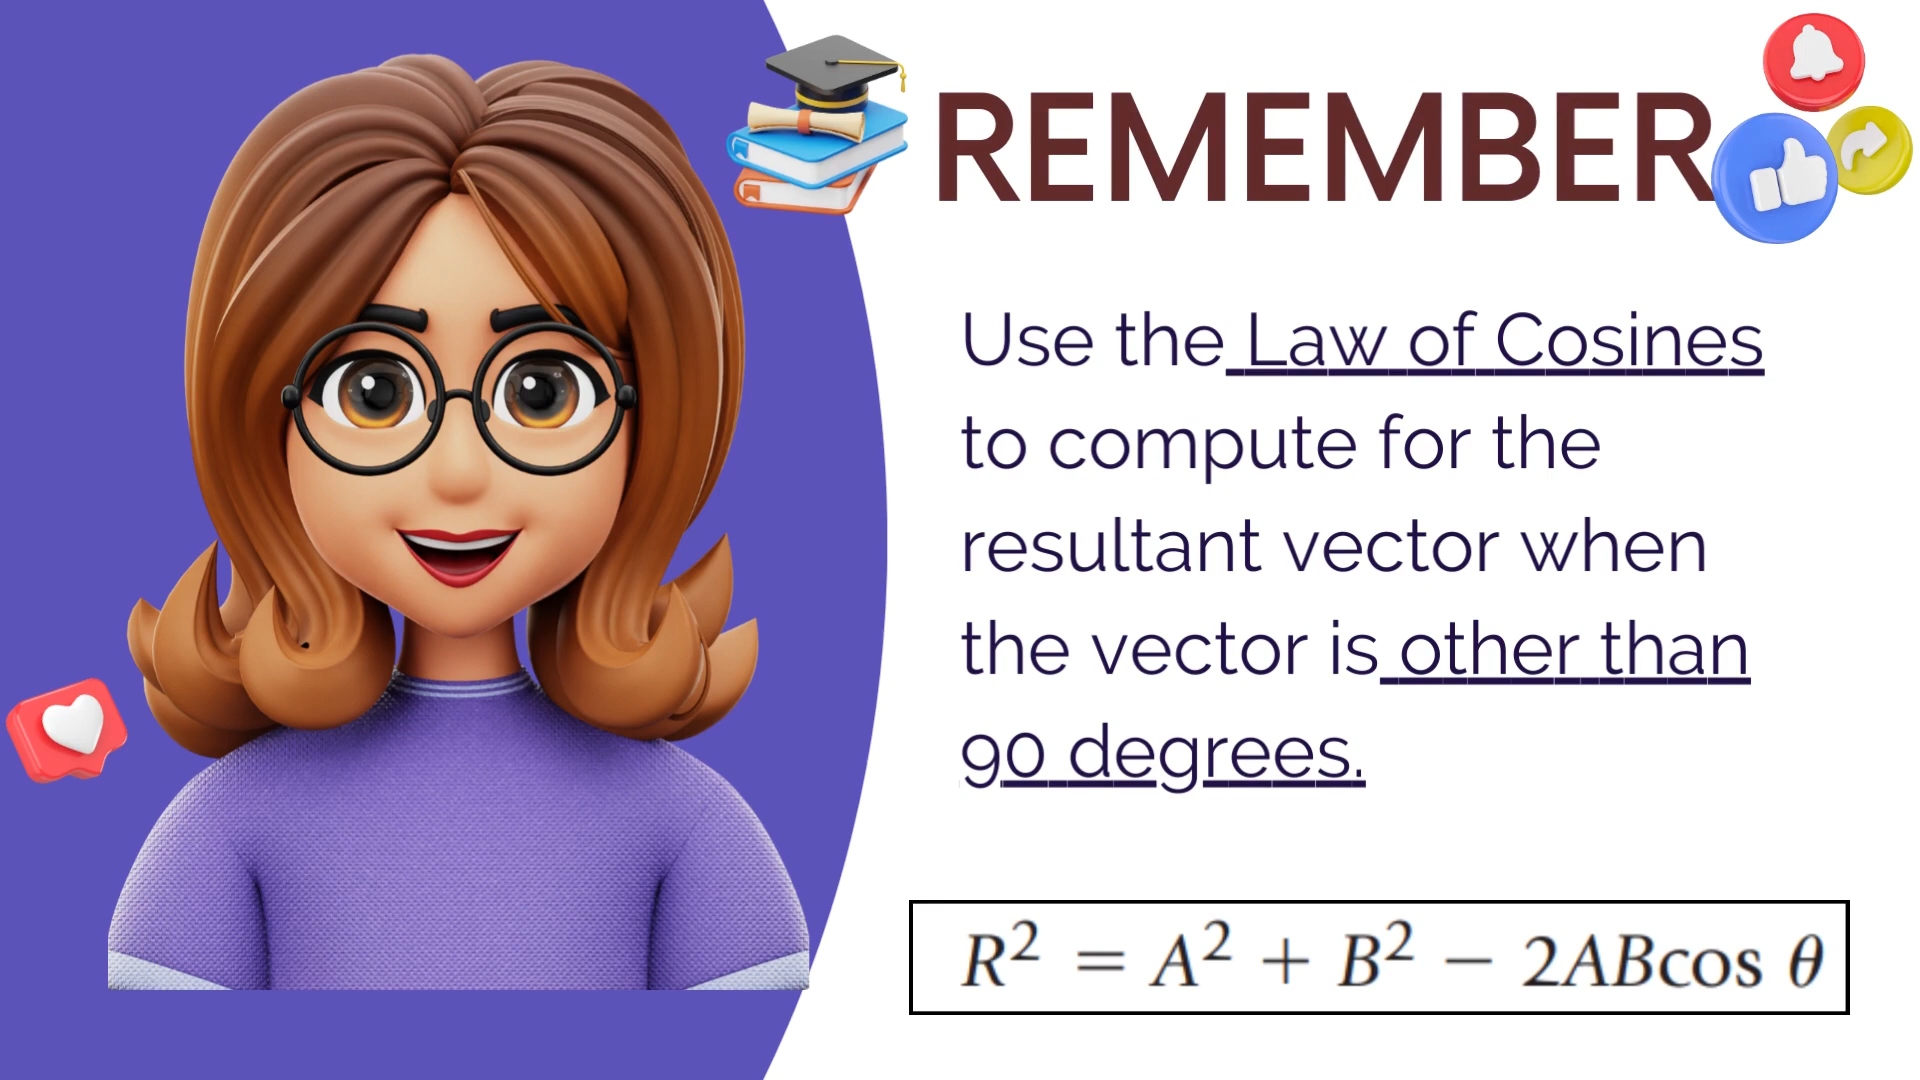 REMEMBER
Use the Law of Cosines
to compute for the
resultant vector when
the vector is other than
90 degrees.
R² = A² + B² − 2ABcos θ